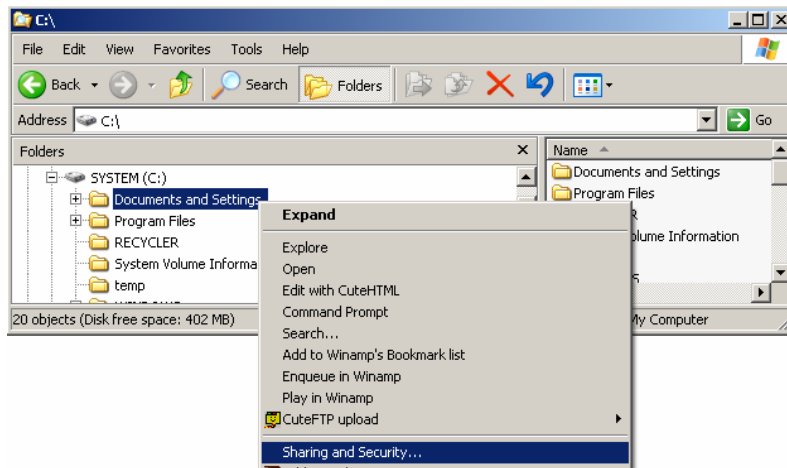 C:\
File Edit View Favorites Tools Help
Back Search Folders
Address C:\ Go
Folders
Name
SYSTEM (C:)
Documents and Settings
Program Files
RECYCLER
System Volume Informa
temp
Documents and Settings
Program Files
R
olume Information
S
20 objects (Disk free space: 402 MB)
My Computer
Expand
Explore
Open
Edit with CuteHTML
Command Prompt
Search...
Add to Winamp's Bookmark list
Enqueue in Winamp
Play in Winamp
CuteFTP upload
Sharing and Security...